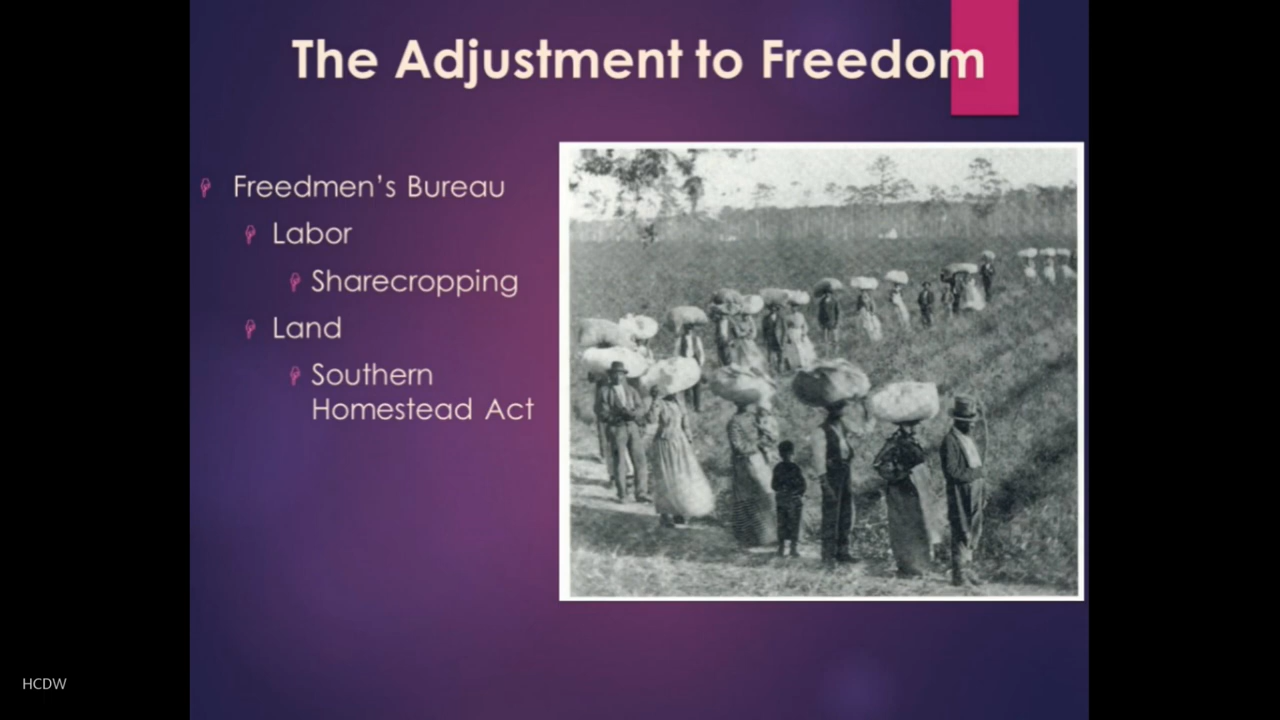 The Adjustment to Freedom
Freedmen’s Bureau
Labor
Sharecropping
Land
Southern
Homestead Act
HCDW